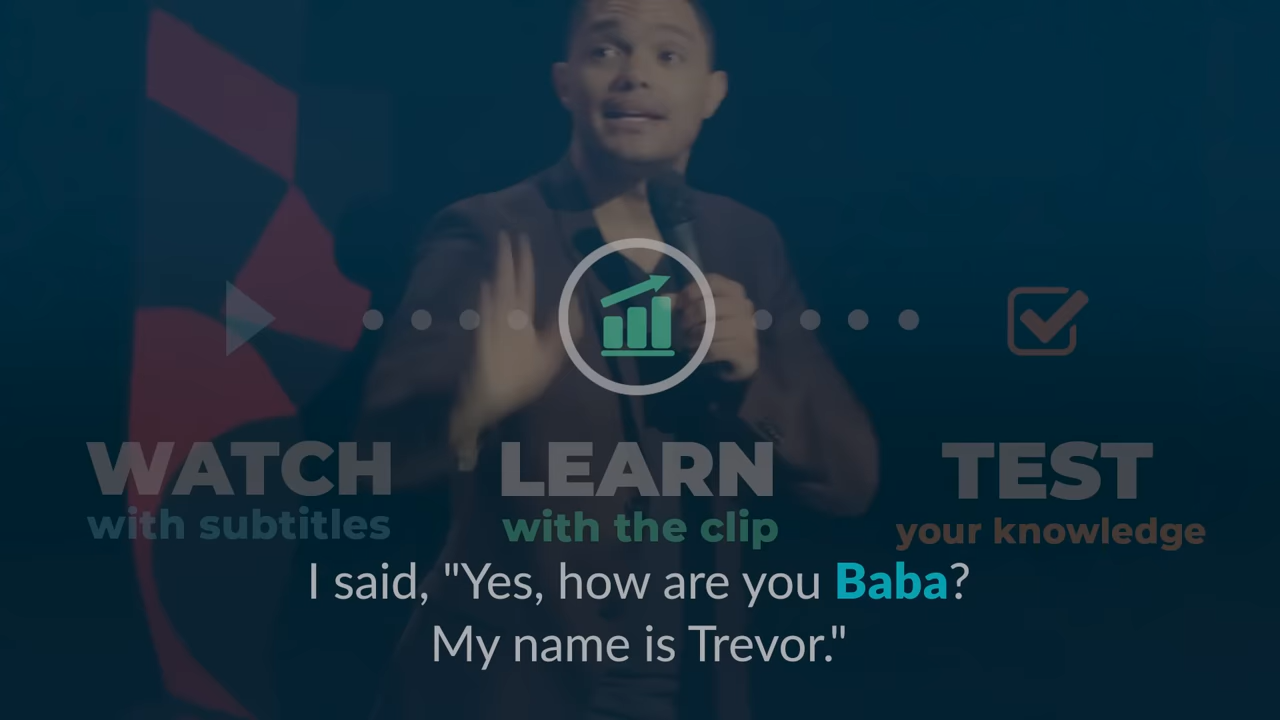 WATCH
with subtitles
LEARN
with the clip
TEST
your knowledge
I said, "Yes, how are you Baba?
My name is Trevor."